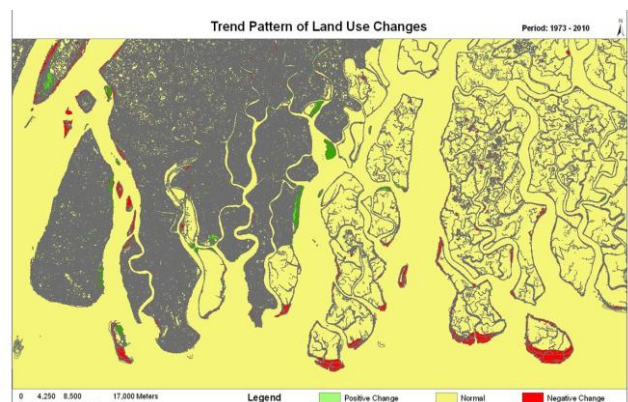 Trend Pattern of Land Use Changes
Period: 1973 - 2010
N
0 4,250 8,500 17,000 Meters
Legend
Positive Change
Normal
Negative Change